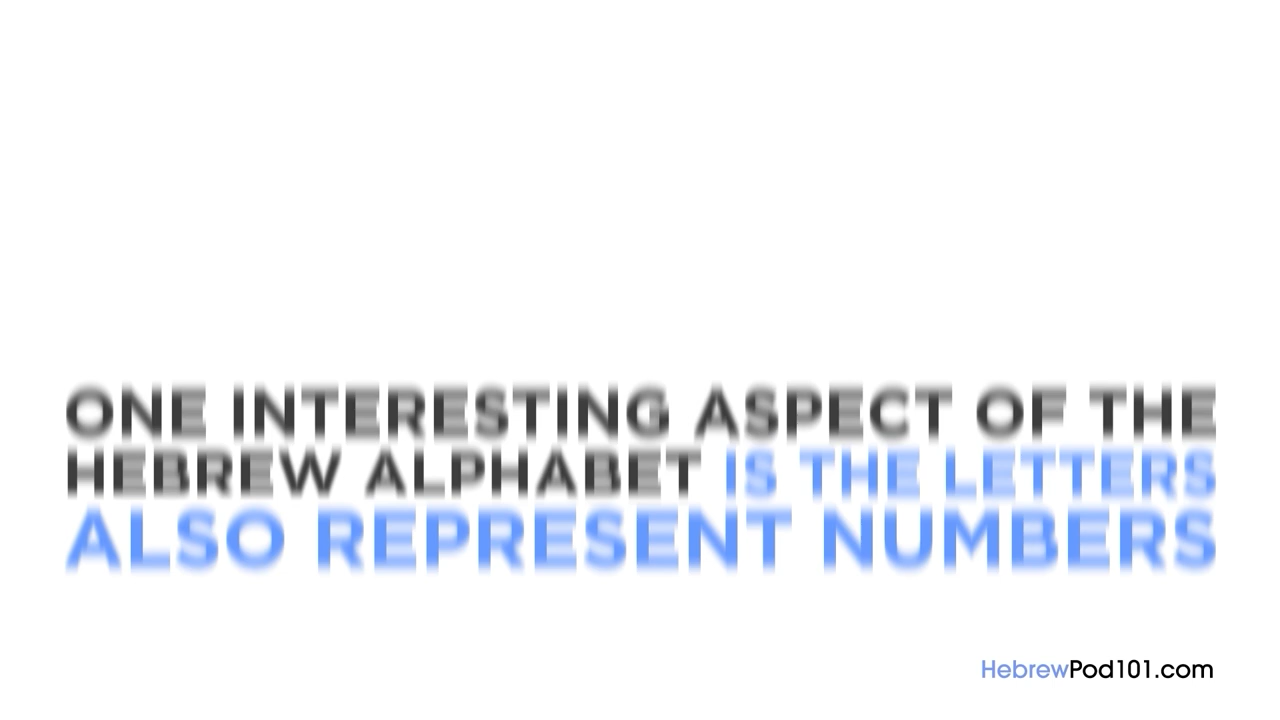 ONE INTERESTING ASPECT OF THE
HEBREW ALPHABET IS THE LETTERS
ALSO REPRESENT NUMBERS
HebrewPod101.com